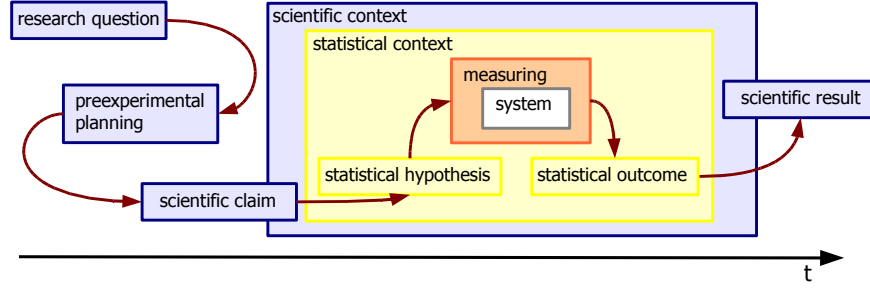 research question
scientific context
statistical context
measuring
system
preexperimental
planning
scientific result
statistical hypothesis
statistical outcome
scientific claim
t